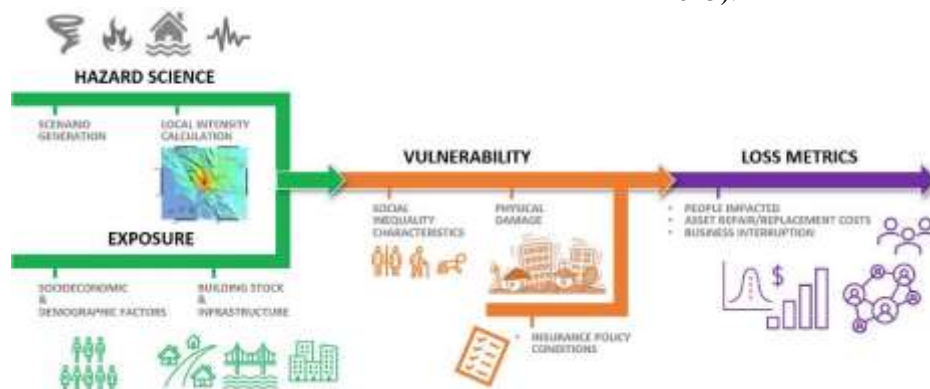 HAZARD SCIENCE
SCENARIO
GENERATION
LOCAL INTENSITY
CALCULATION
EXPOSURE
SOCIOECONOMIC
&
DEMOGRAPHIC FACTORS
BUILDING STOCK
&
INFRASTRUCTURE
VULNERABILITY
SOCIAL
INEQUALITY
CHARACTERISTICS
PHYSICAL
DAMAGE
• INSURANCE POLICY
CONDITIONS
LOSS METRICS
• PEOPLE IMPACTED
• ASSET REPAIR/REPLACEMENT COSTS
• BUSINESS INTERRUPTION
$